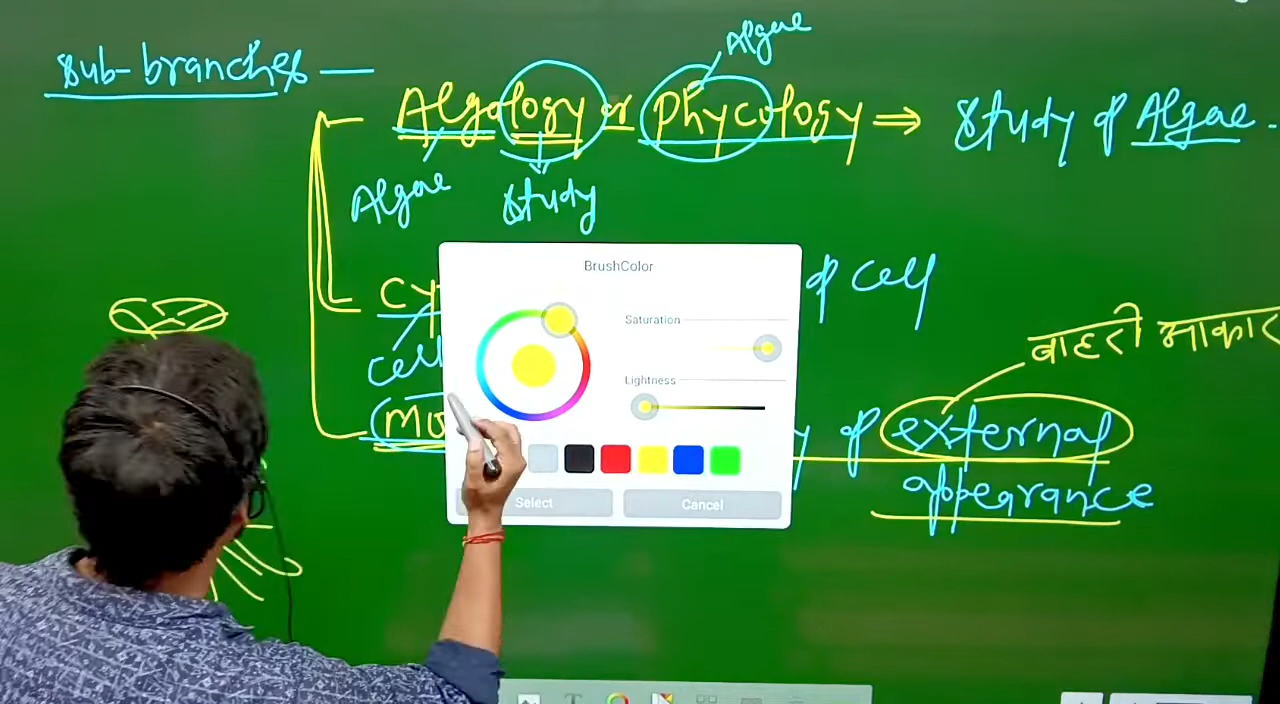 Sub-branches —
Algae
Algology or Phycology ⇒ Study of Algae.
Algae
Study
Cy
of cell
cell
बाहरी आकार
Mo
y of external
appearance
BrushColor
Saturation
Lightness
Select
Cancel